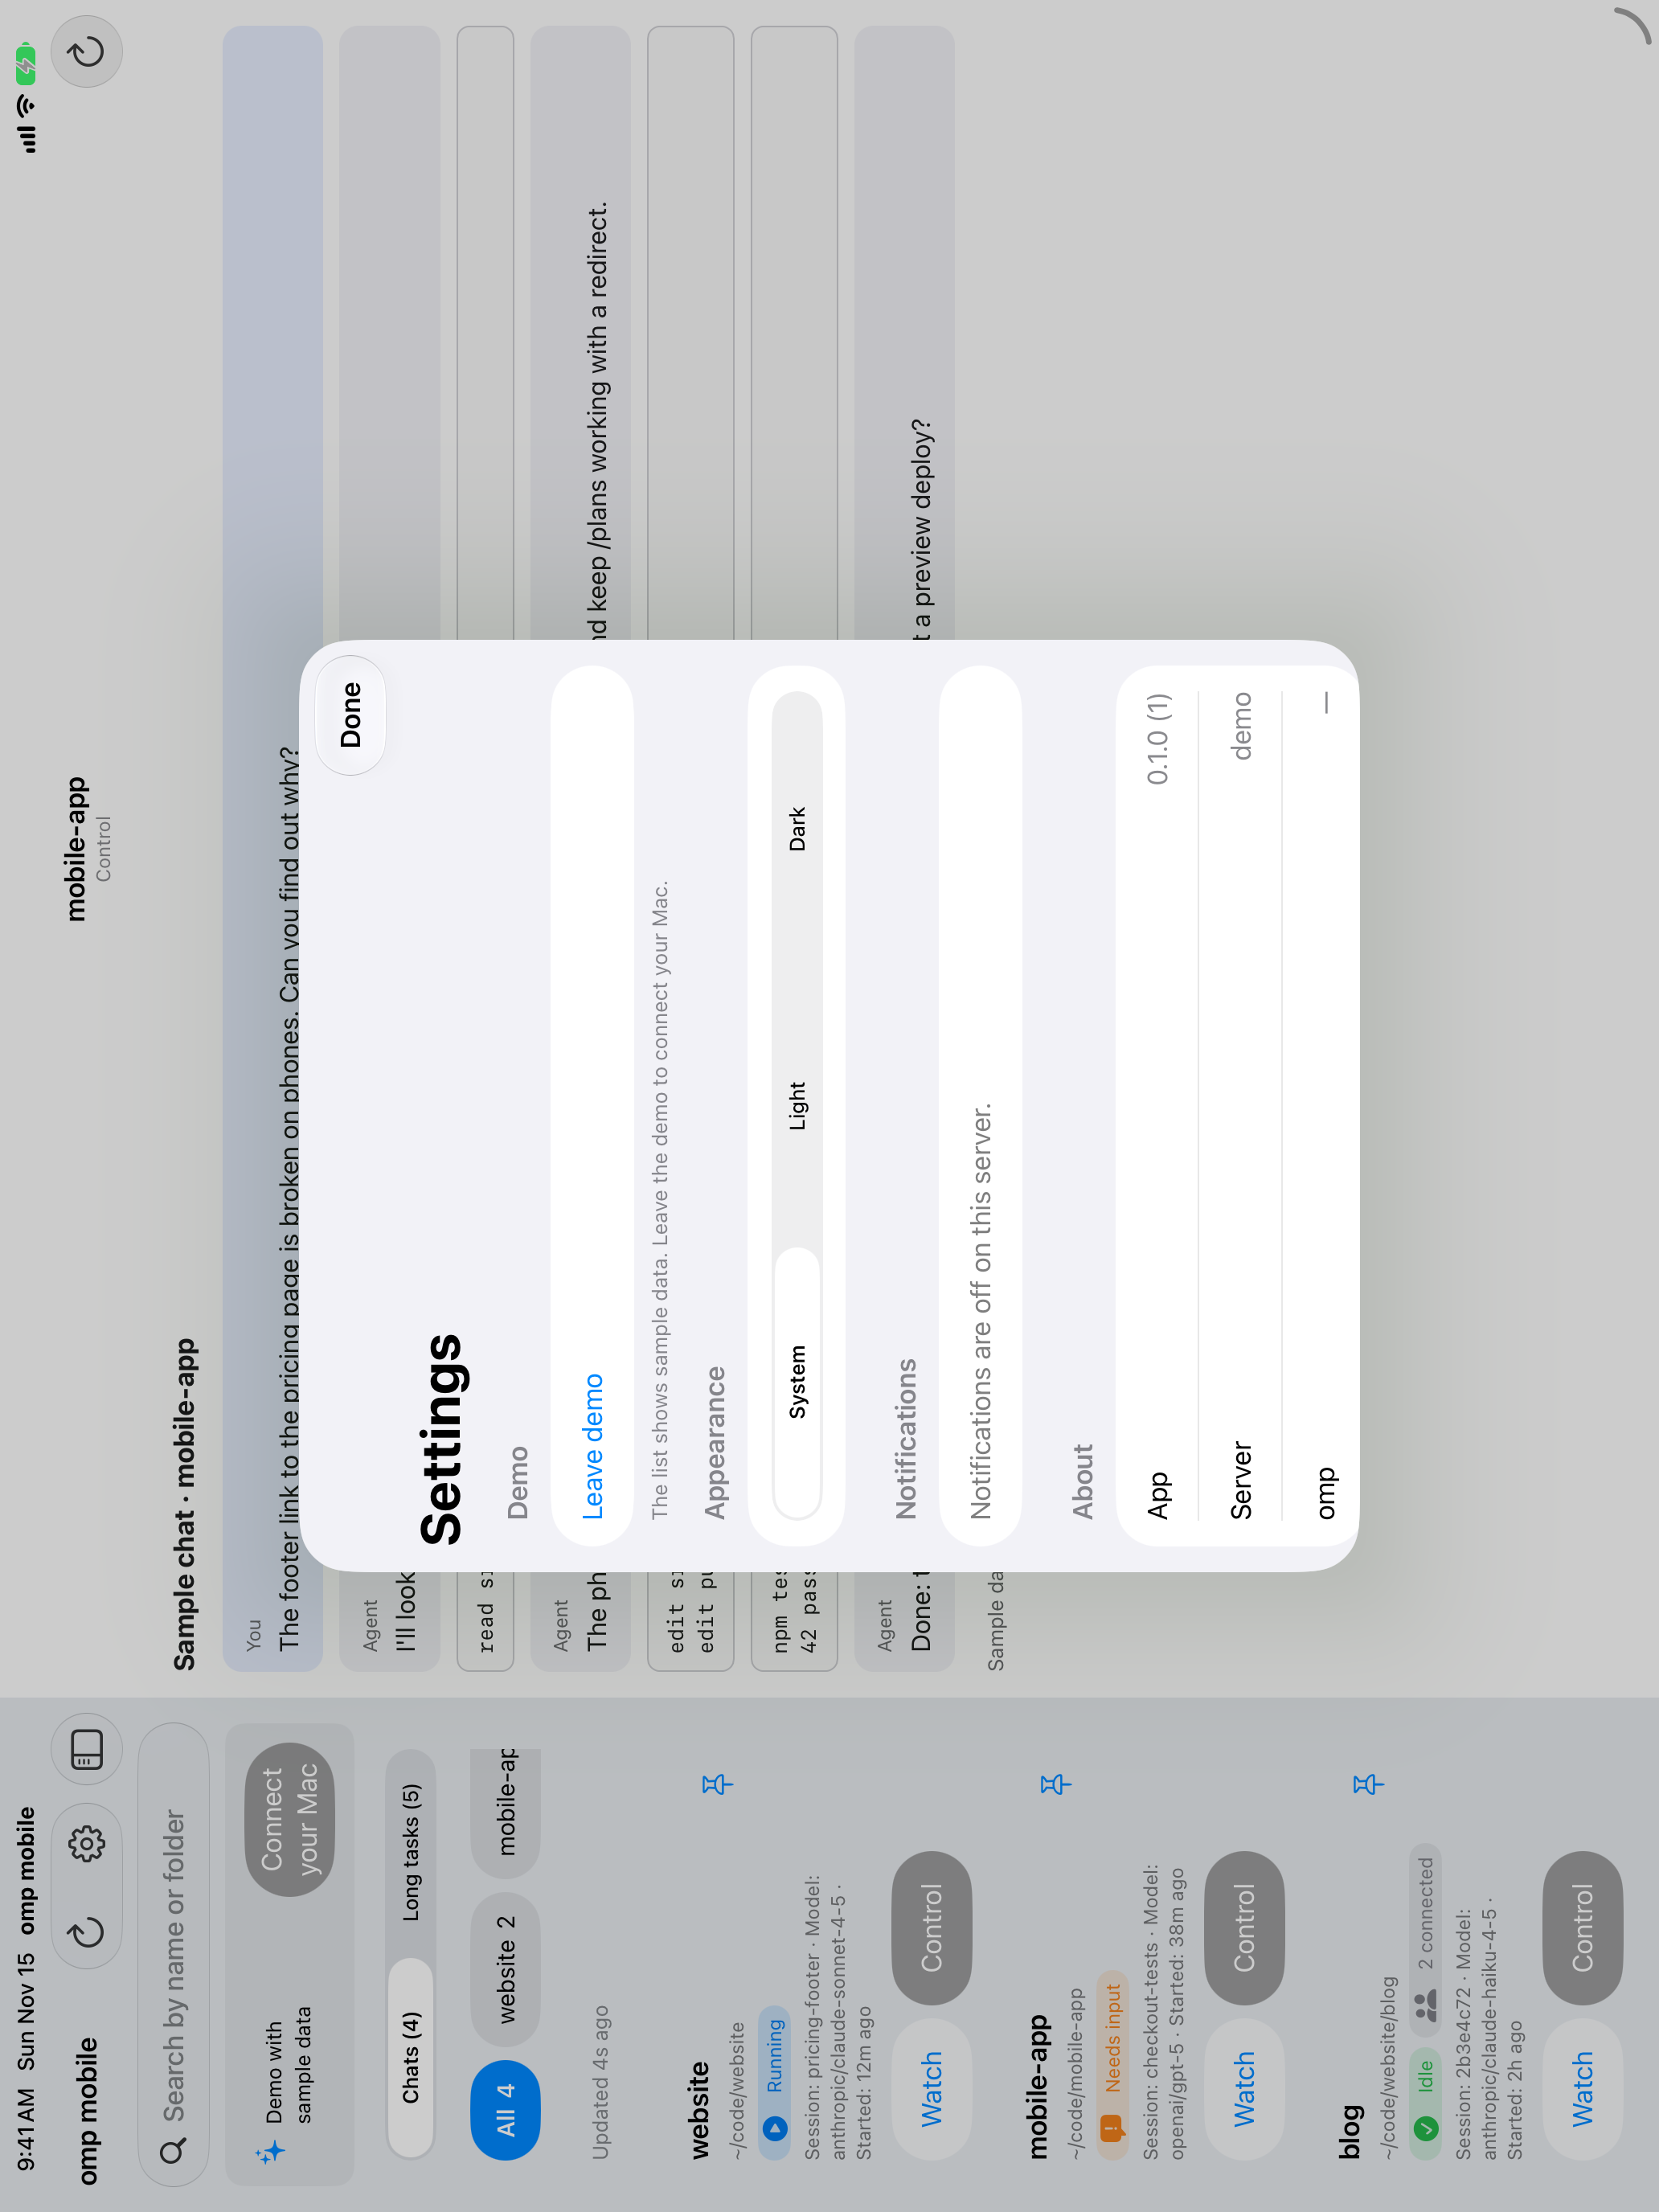 9:41 AM Sun Nov 15 omp mobile
omp mobile
Search by name or folder
Demo with
sample data
Connect
your Mac
Chats (4)
Long tasks (5)
All 4
website 2
mobile-ap
Updated 4s ago
website
~/code/website
Running
Session: pricing-footer · Model:
anthropic/claude-sonnet-4-5 ·
Started: 12m ago
Watch
Control
mobile-app
~/code/mobile-app
Needs input
Session: checkout-tests · Model:
openai/gpt-5 · Started: 38m ago
Watch
Control
blog
~/code/website/blog
Idle
2 connected
Session: 2b3e4c72 · Model:
anthropic/claude-haiku-4-5 ·
Started: 2h ago
Watch
Control
mobile-app
Control
Sample chat · mobile-app
You
The footer link to the pricing page is broken on phones. Can you find out why?
Agent
I'll look
read s
Agent
The ph
nd keep /plans working with a redirect.
edit s
edit pu
npm tes
42 pass
Agent
Done: t
t a preview deploy?
Sample da
Done
Settings
Demo
Leave demo
The list shows sample data. Leave the demo to connect your Mac.
Appearance
System
Light
Dark
Notifications
Notifications are off on this server.
About
App
0.1.0 (1)
Server
demo
omp
—